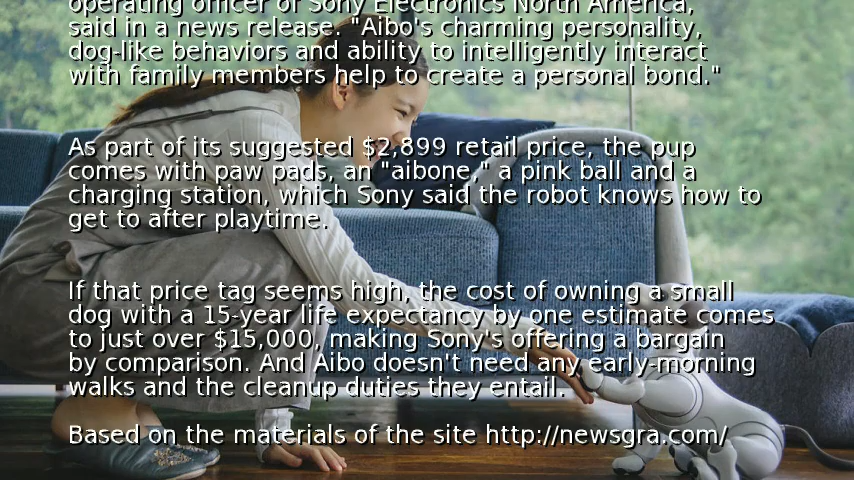 operating officer of Sony Electronics North America,
said in a news release. "Aibo's charming personality,
dog-like behaviors and ability to intelligently interact
with family members help to create a personal bond."
As part of its suggested $2,899 retail price, the pup
comes with paw pads, an "aibone," a pink ball and a
charging station, which Sony said the robot knows how to
get to after playtime.
If that price tag seems high, the cost of owning a small
dog with a 15-year life expectancy by one estimate comes
to just over $15,000, making Sony's offering a bargain
by comparison. And Aibo doesn't need any early-morning
walks and the cleanup duties they entail.
Based on the materials of the site http://newsgra.com/